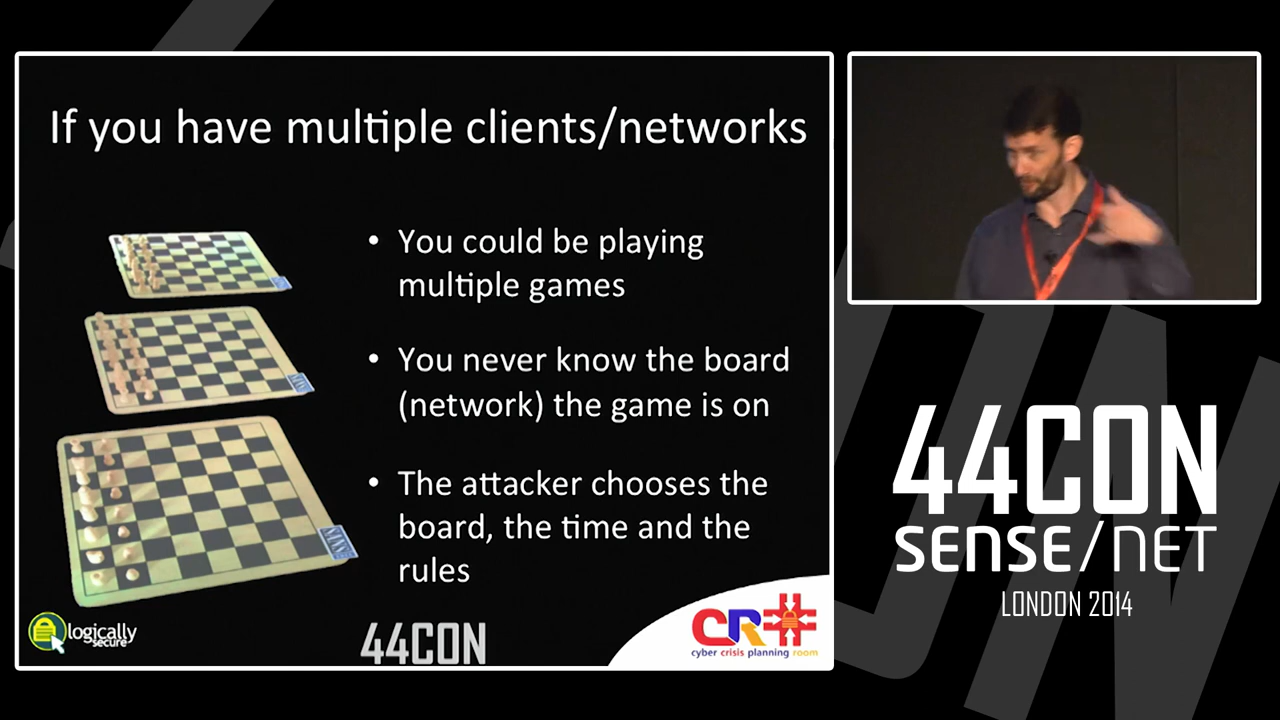 If you have multiple clients/networks
• You could be playing
multiple games
• You never know the board
(network) the game is on
• The attacker chooses the
board, the time and the
rules
SANS
logically
secure
44CON
CR
cyber crisis planning room
44CON
SENSE/NET
LONDON 2014